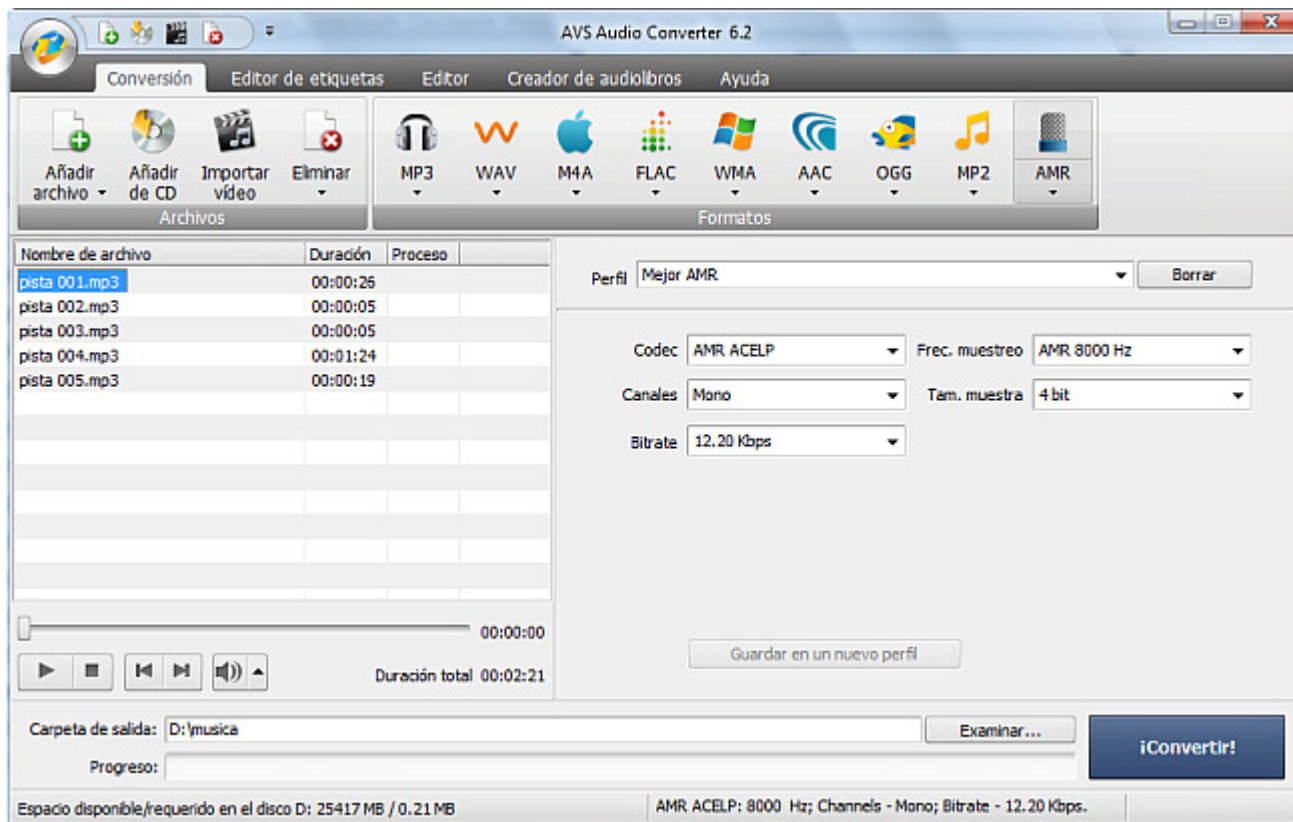 AVS Audio Converter 6.2
Conversión Editor de etiquetas Editor Creador de audiolibros Ayuda
Añadir archivo
Añadir de CD
Importar vídeo
Eliminar
MP3 WAV M4A FLAC WMA AAC OGG MP2 AMR
Archivos Formatos
Nombre de archivo Duración Proceso
pista 001.mp3 00:00:26
pista 002.mp3 00:00:05
pista 003.mp3 00:00:05
pista 004.mp3 00:01:24
pista 005.mp3 00:00:19
00:00:00
Duración total 00:02:21
Perfil Mejor AMR Borrar
Codec AMR ACELP Frec. muestreo AMR 8000 Hz
Canales Mono Tam. muestra 4 bit
Bitrate 12.20 Kbps
Guardar en un nuevo perfil
Carpeta de salida: D:\musica Examinar...
Progreso:
¡Convertir!
Espacio disponible/requerido en el disco D: 25417 MB / 0.21 MB
AMR ACELP: 8000 Hz; Channels - Mono; Bitrate - 12.20 Kbps.